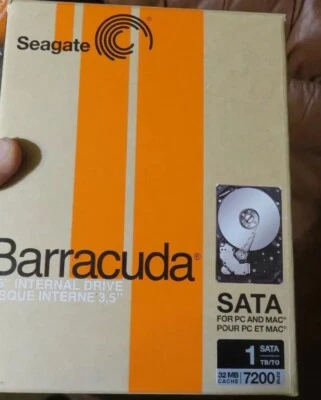 Seagate
Barracuda®
5" INTERNAL DRIVE
SQUE INTERNE 3,5"
SATA
FOR PC AND MAC®
POUR PC ET MAC®
1 SATA
TB/TO
32 MB
CACHE
7200